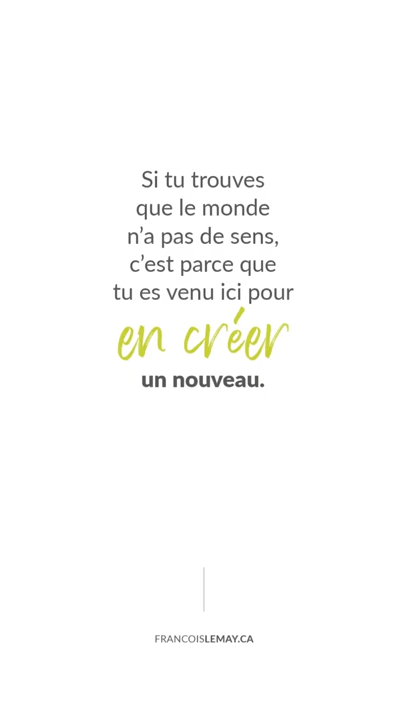 Si tu trouves
que le monde
n'a pas de sens,
c'est parce que
tu es venu ici pour
en créer
un nouveau.
FRANCOISLEMAY.CA